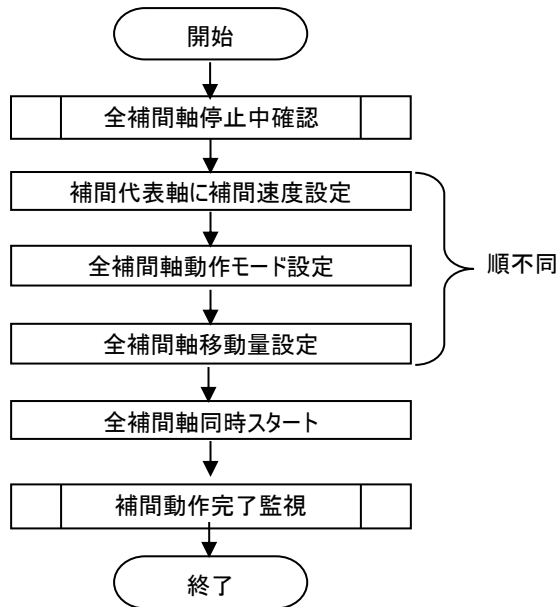 開始
全補間軸停止中確認
補間代表軸に補間速度設定
全補間軸動作モード設定
順不同
全補間軸移動量設定
全補間軸同時スタート
補間動作完了監視
終了